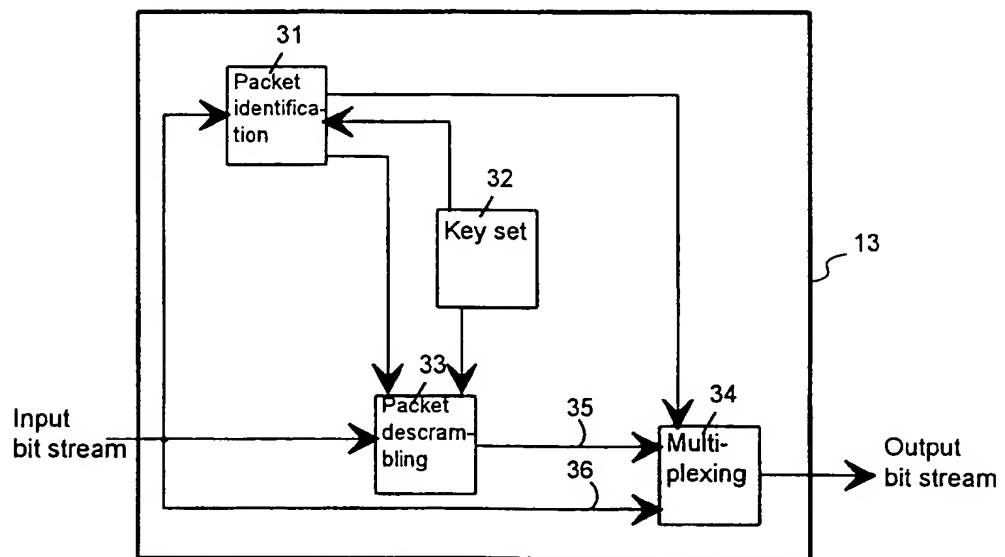 31
Packet
identifica-
tion
32
Key set
13
33
Packet
descram-
bling
Input
bit stream
35
36
34
Multi-
plexing
Output
bit stream